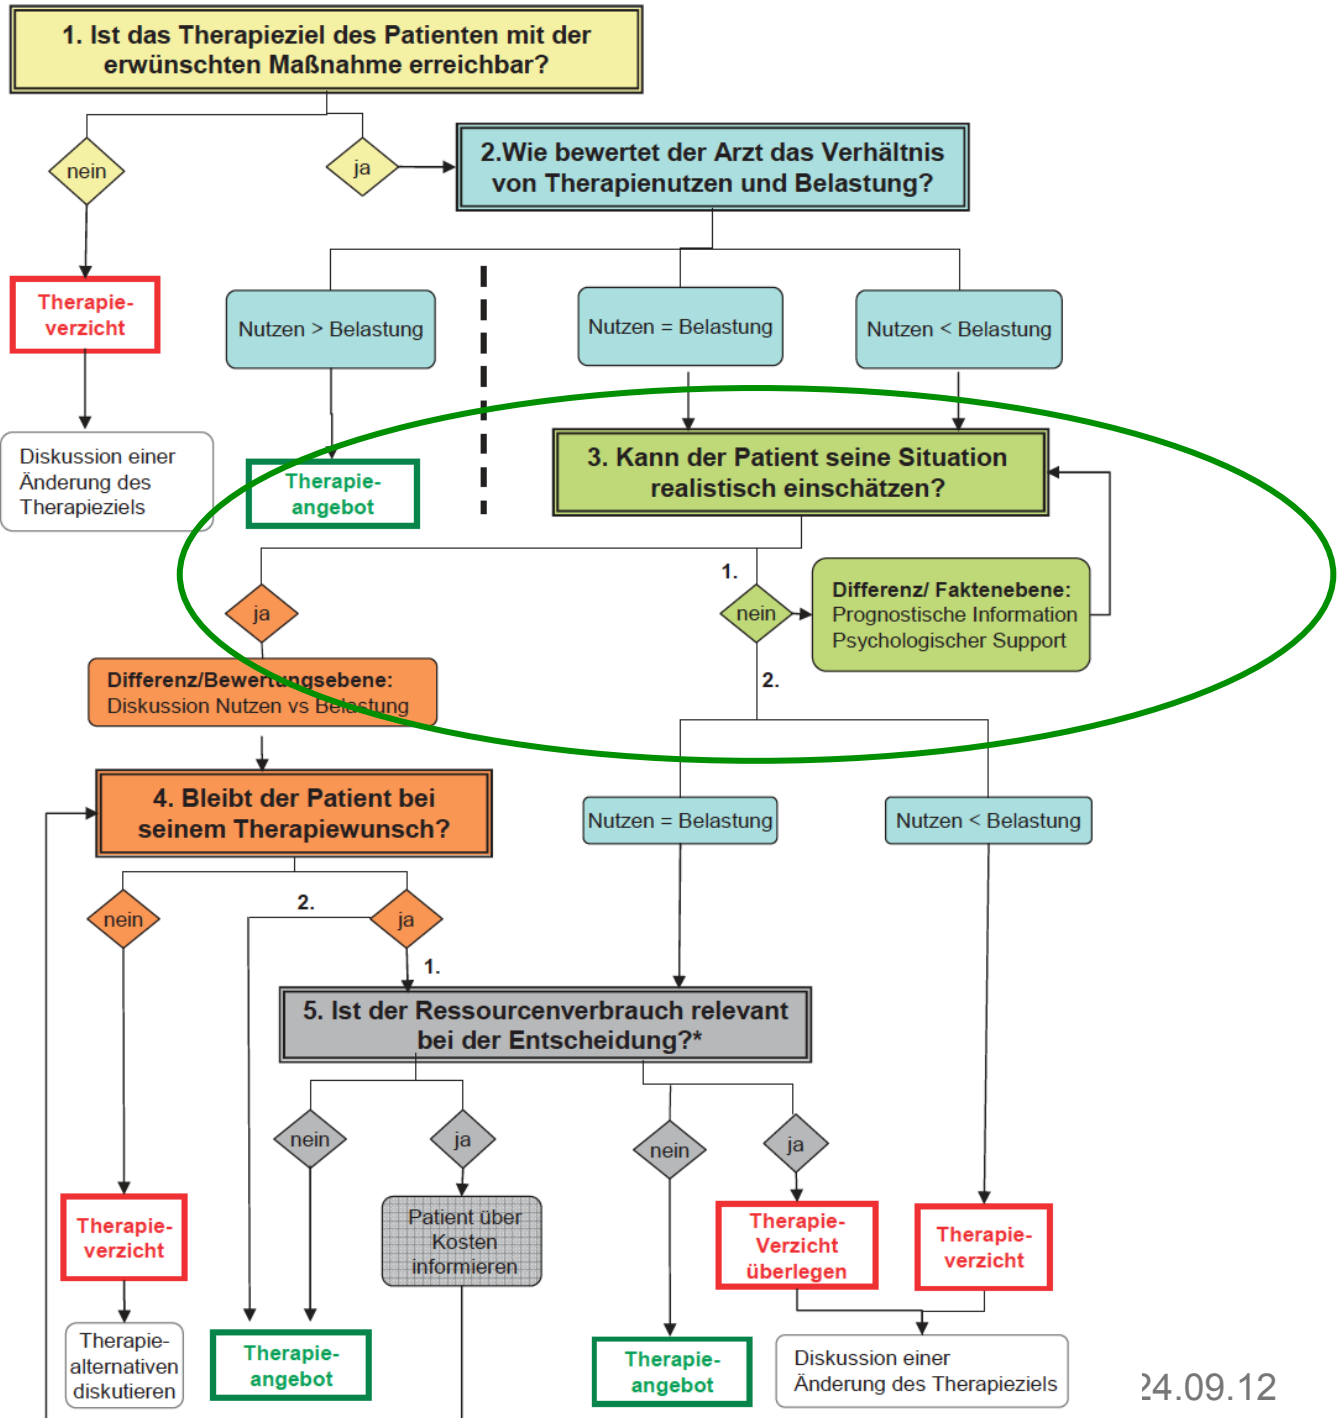 1. Ist das Therapieziel des Patienten mit der
erwünschten Maßnahme erreichbar?
nein
ja
2.Wie bewertet der Arzt das Verhältnis
von Therapienutzen und Belastung?
Therapie-
verzicht
Nutzen > Belastung
Nutzen = Belastung
Nutzen < Belastung
Diskussion einer
Änderung des
Therapieziels
Therapie-
angebot
3. Kann der Patient seine Situation
realistisch einschätzen?
ja
1.
nein
Differenz/ Faktenebene:
Prognostische Information
Psychologischer Support
2.
Differenz/Bewertungsebene:
Diskussion Nutzen vs Belastung
4. Bleibt der Patient bei
seinem Therapiewunsch?
Nutzen = Belastung
Nutzen < Belastung
nein
2.
ja
1.
5. Ist der Ressourcenverbrauch relevant
bei der Entscheidung?*
nein
ja
nein
ja
Therapie-
verzicht
Patient über
Kosten
informieren
Therapie-
Verzicht
überlegen
Therapie-
verzicht
Therapie-
alternativen
diskutieren
Therapie-
angebot
Therapie-
angebot
Diskussion einer
Änderung des Therapieziels
24.09.12